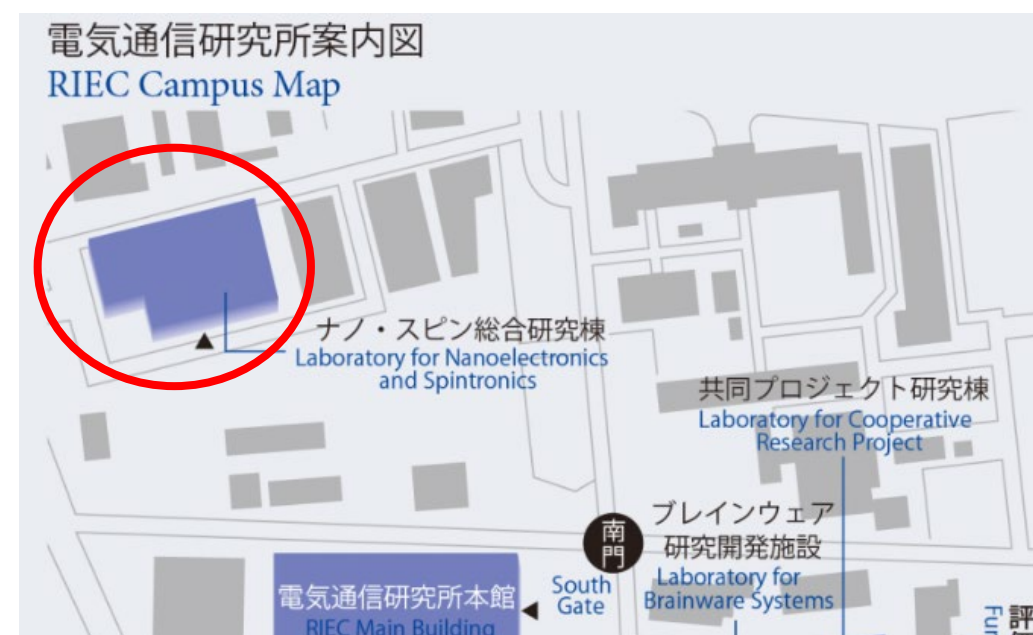 電気通信研究所案内図
RIEC Campus Map
ナノ・スピン総合研究棟
Laboratory for Nanoelectronics
and Spintronics
共同プロジェクト研究棟
Laboratory for Cooperative
Research Project
南門
South
Gate
ブレインウェア
研究開発施設
Laboratory for
Brainware Systems
電気通信研究所本館
RIEC Main Building
評
Fur